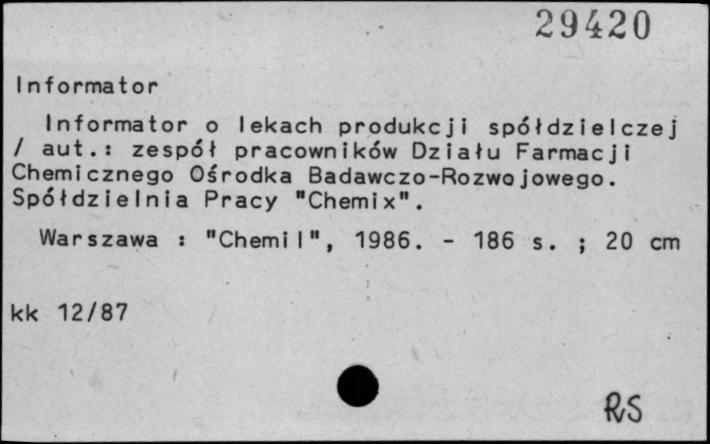 29420
Informator
Informator o lekach produkcji spółdzielczej
/ aut.: zespół pracowników Działu Farmacji
Chemicznego Ośrodka Badawczo-Rozwojowego.
Spółdzielnia Pracy "Chemix".
Warszawa : "Chemil", 1986. - 186 s. ; 20 cm
kk 12/87
RS